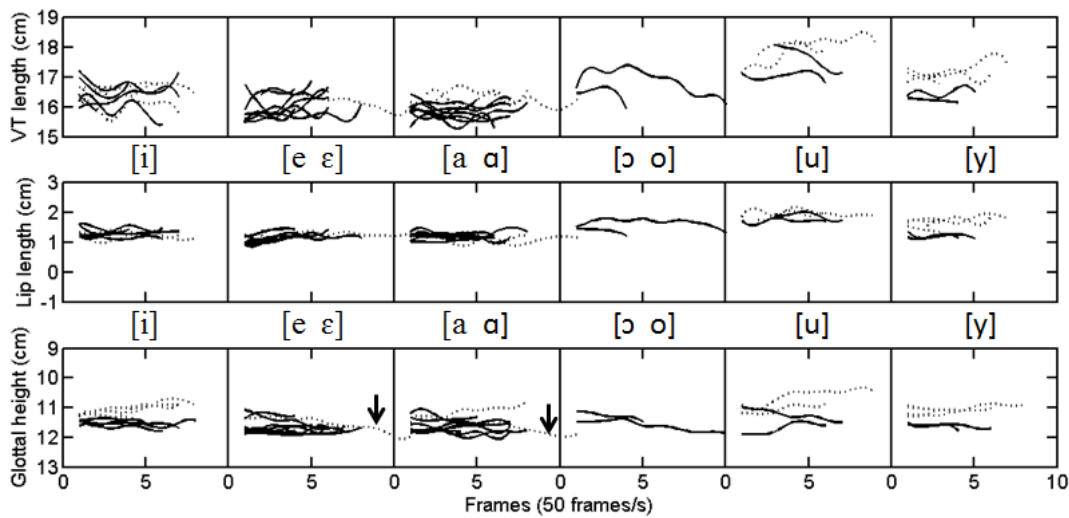 VT length (cm)
19
18
17
16
15
[i] [e ɛ] [a ɑ] [ɔ o] [u] [y]
Lip length (cm)
3
2
1
0
-1
[i] [e ɛ] [a ɑ] [ɔ o] [u] [y]
Glottal height (cm)
9
10
11
12
13
0 5 0 5 0 5 0 5 0 5 0 5 10
Frames (50 frames/s)